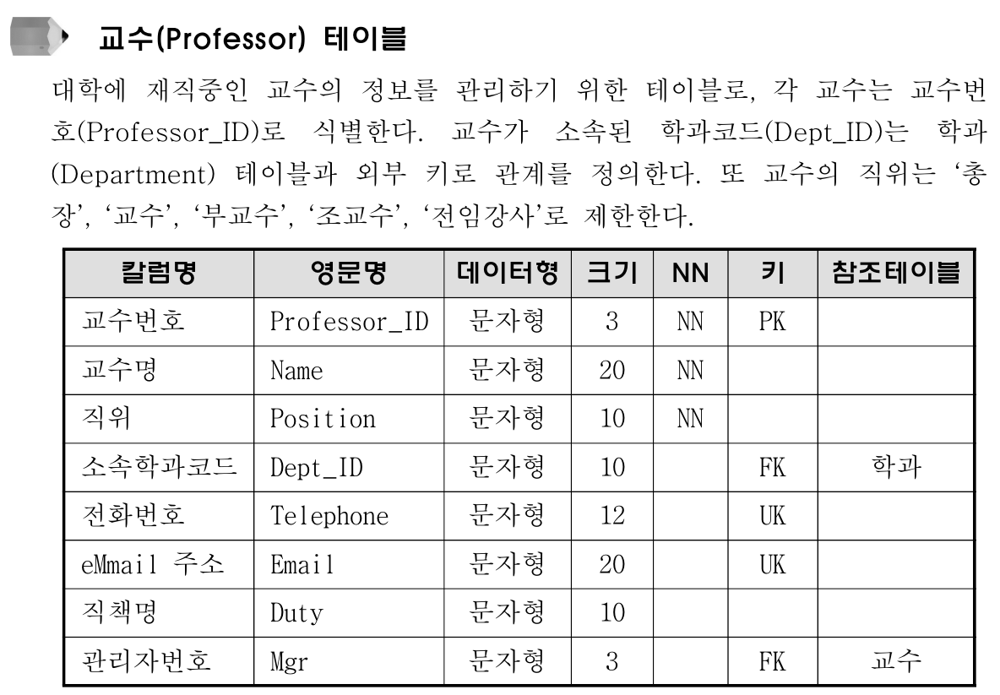 교수(Professor) 테이블
대학에 재직중인 교수의 정보를 관리하기 위한 테이블로, 각 교수는 교수번
호(Professor_ID)로 식별한다. 교수가 소속된 학과코드(Dept_ID)는 학과
(Department) 테이블과 외부 키로 관계를 정의한다. 또 교수의 직위는 ‘총
장’, ‘교수’, ‘부교수’, ‘조교수’, ‘전임강사’로 제한한다.
칼럼명 영문명 데이터형 크기 NN 키 참조테이블
교수번호 Professor_ID 문자형 3 NN PK
교수명 Name 문자형 20 NN
직위 Position 문자형 10 NN
소속학과코드 Dept_ID 문자형 10 FK 학과
전화번호 Telephone 문자형 12 UK
eMmail 주소 Email 문자형 20 UK
직책명 Duty 문자형 10
관리자번호 Mgr 문자형 3 FK 교수